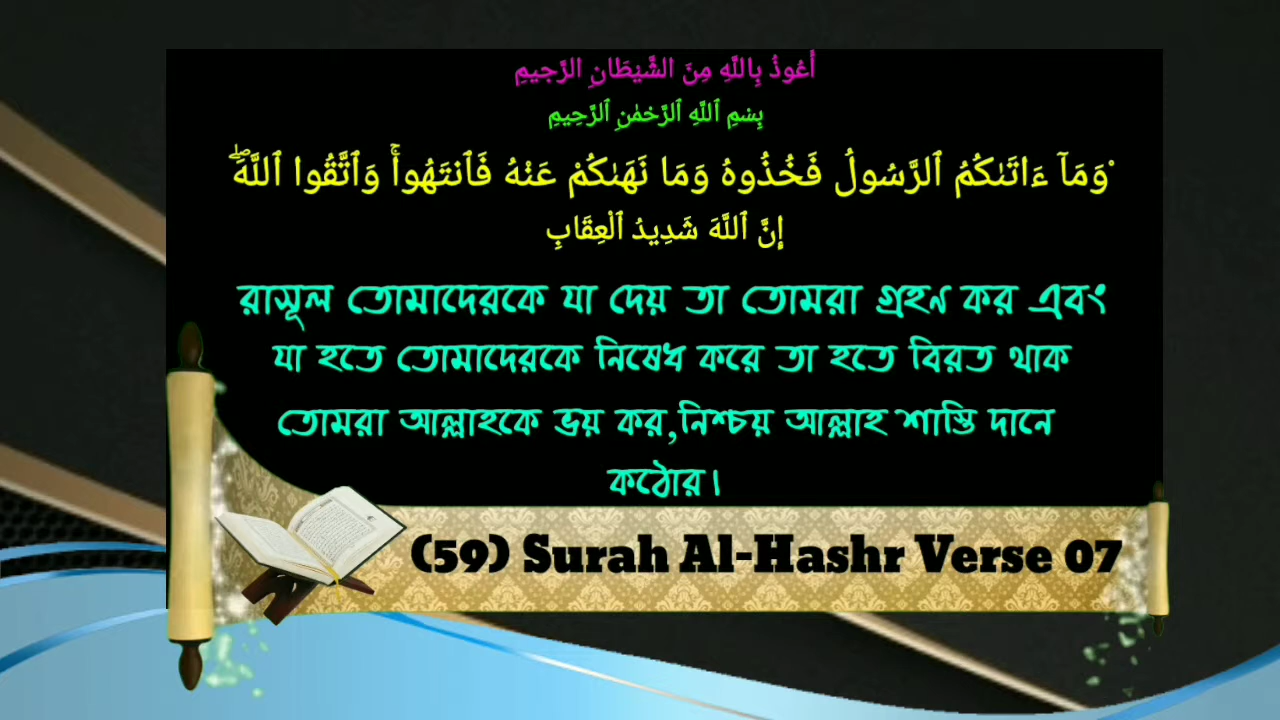 أَعُوذُ بِاللَّهِ مِنَ الشَّيْطَانِ الرَّجِيمِ
بِسْمِ ٱللَّهِ ٱلرَّحْمَٰنِ ٱلرَّحِيمِ
وَمَآ ءَاتَىٰكُمُ ٱلرَّسُولُ فَخُذُوهُ وَمَا نَهَىٰكُمْ عَنْهُ فَٱنتَهُوا۟ۚ وَٱتَّقُوا ٱللَّهَۖ
إِنَّ ٱللَّهَ شَدِيدُ ٱلْعِقَابِ
রাসূল তোমাদেরকে যা দেয় তা তোমরা গ্রহণ কর এবং
যা হতে তোমাদেরকে নিষেধ করে তা হতে বিরত থাক
তোমরা আল্লাহকে ভয় কর,নিশ্চয় আল্লাহ শাস্তি দানে
কঠোর।
(59) Surah Al-Hashr Verse 07